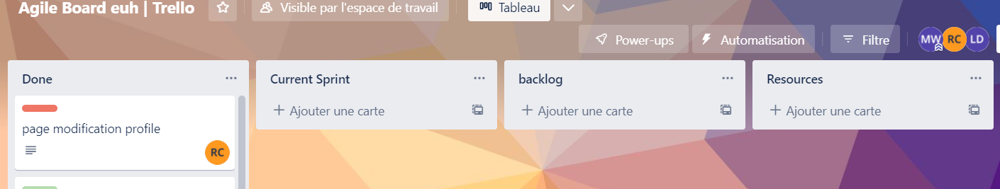 Agile Board euh | Trello
Visible par l'espace de travail
Tableau
Power-ups
Automatisation
Filtre
MW RC LD
Done
page modification profile
RC
Current Sprint
Ajouter une carte
backlog
Ajouter une carte
Resources
Ajouter une carte